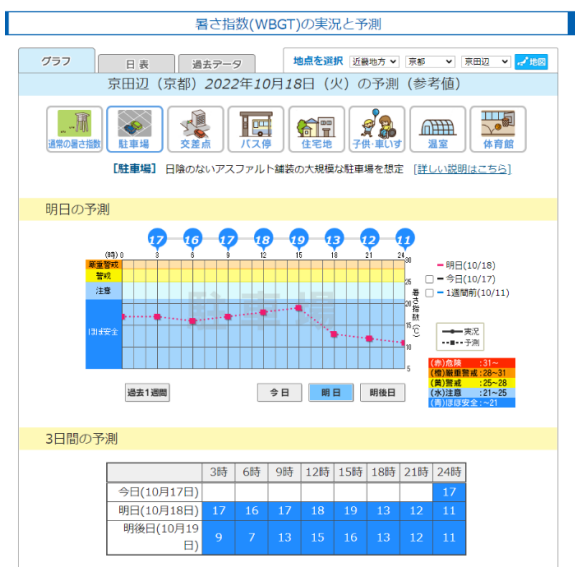 暑さ指数(WBGT)の実況と予測
グラフ 日表 過去データ 地点を選択 近畿地方 京都 京田辺 地図
京田辺（京都）2022年10月18日（火）の予測（参考値）
通常の暑さ指数 駐車場 交差点 バス停 住宅地 子供・車いす 温室 体育館
【駐車場】 日陰のないアスファルト舗装の大規模な駐車場を想定 [詳しい説明はこちら]
明日の予測
17 16 17 18 19 13 12 11
(時) 0 3 6 9 12 15 18 21 24
厳重警戒
警戒
注意
ほぼ安全
駐車場
30
25
20
15
10
5
暑さ指数(℃)
明日(10/18)
今日(10/17)
1週間前(10/11)
実況
予測
(赤)危険 :31~
(橙)厳重警戒:28~31
(黄)警戒 :25~28
(水)注意 :21~25
(青)ほぼ安全:~21
過去1週間 今日 明日 明後日
3日間の予測
3時 6時 9時 12時 15時 18時 21時 24時
今日(10月17日) 17
明日(10月18日) 17 16 17 18 19 13 12 11
明後日(10月19
日) 9 7 13 15 16 13 12 11